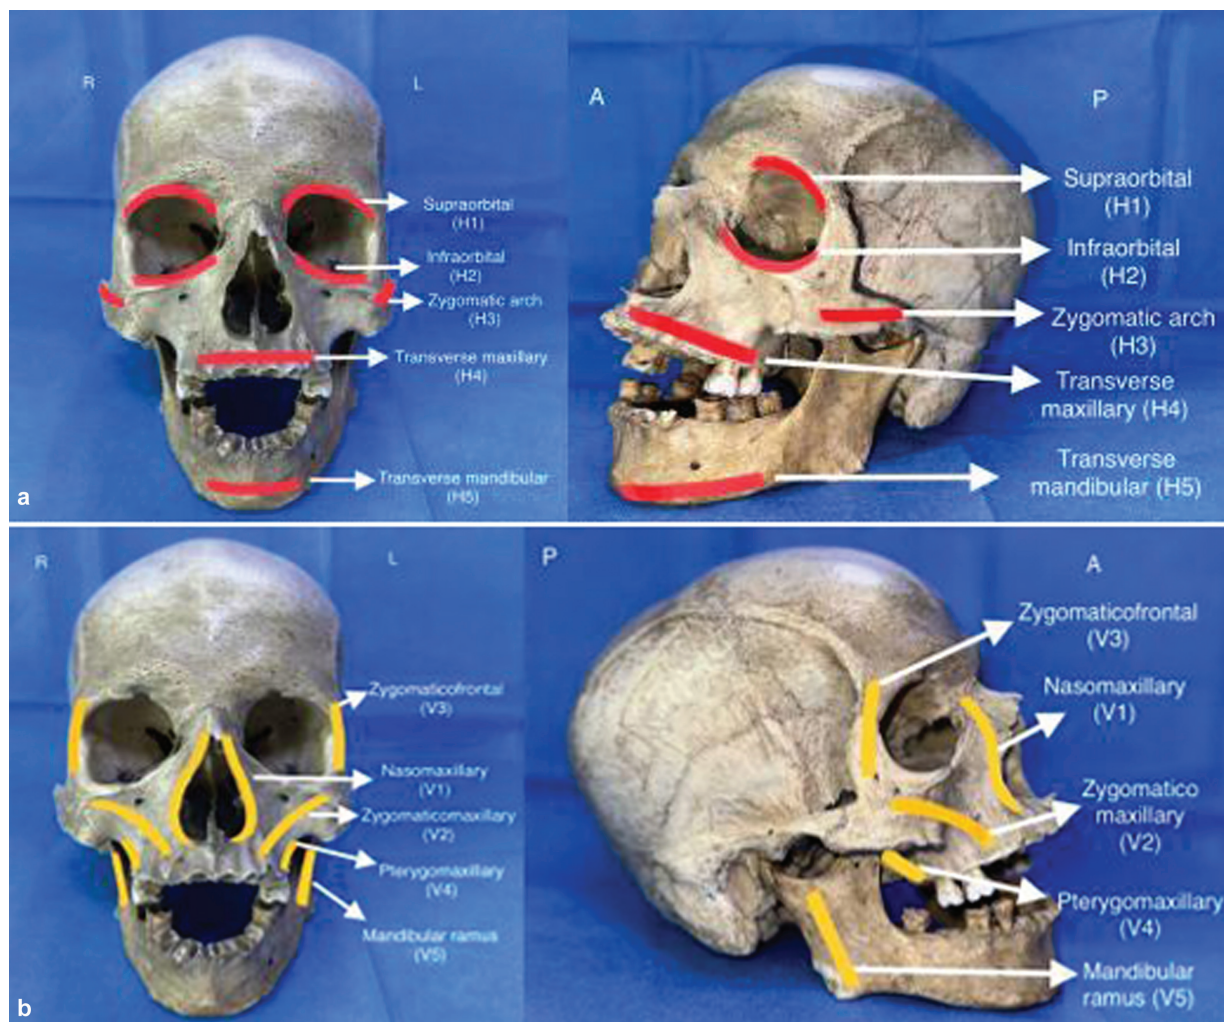 R
L
Supraorbital
(H1)
Infraorbital
(H2)
Zygomatic arch
(H3)
Transverse maxillary
(H4)
Transverse mandibular
(H5)
a
A
P
Supraorbital
(H1)
Infraorbital
(H2)
Zygomatic arch
(H3)
Transverse
maxillary (H4)
Transverse
mandibular (H5)
R
L
Zygomaticofrontal
(V3)
Nasomaxillary
(V1)
Zygomaticomaxillary
(V2)
Pterygomaxillary
(V4)
Mandibular ramus
(V5)
b
P
A
Zygomaticofrontal
(V3)
Nasomaxillary
(V1)
Zygomatico
maxillary
(V2)
Pterygomaxillary
(V4)
Mandibular
ramus (V5)